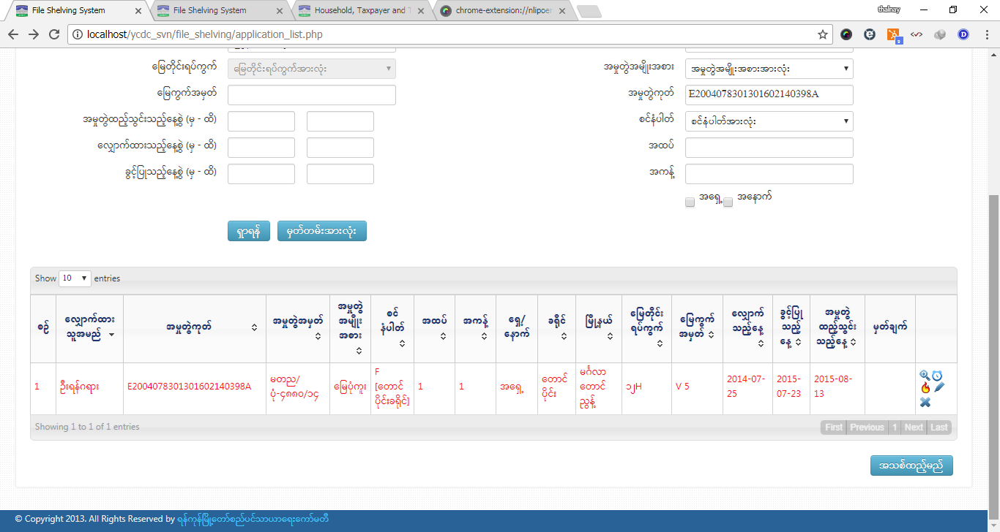 File Shelving System
File Shelving System
Household, Taxpayer and T
chrome-extension://nlipoer
thalnay
localhost/ycdc_svn/file_shelving/application_list.php
မြေတိုင်းရပ်ကွက် မြေတိုင်းရပ်ကွက်အားလုံး အမှုတွဲအမျိုးအစား အမှုတွဲအမျိုးအစားအားလုံး
မြေကွက်အမှတ် အမှုတွဲကုတ် E2004078301301602140398A
အမှုတွဲထည့်သွင်းသည့်နေ့စွဲ (မှ - ထိ) စင်နံပါတ် စင်နံပါတ်အားလုံး
လျှောက်ထားသည့်နေ့စွဲ (မှ - ထိ) အထပ်
ခွင့်ပြုသည့်နေ့စွဲ (မှ - ထိ) အကန့်
အရှေ့ အနောက်
ရှာရန် မှတ်တမ်းအားလုံး
Show 10 entries
စဉ် လျှောက်ထား သူအမည် အမှုတွဲကုတ် အမှုတွဲအမှတ် အမှုတွဲ အမျိုး အစား စင် နံပါတ် အထပ် အကန့် ရှေ့/ နောက် ခရိုင် မြို့နယ် မြေတိုင်း ရပ်ကွက် မြေကွက် အမှတ် လျှောက် သည့်နေ့ ခွင့်ပြု သည့် နေ့ အမှုတွဲ ထည့်သွင်း သည့်နေ့ မှတ်ချက်
1 ဦးရန်ဂရား E2004078301301602140398A မတည/ ပုံ-၄၈၈၀/၁၄ မြေပုံကူး F [တောင် ပိုင်းခရိုင်] 1 1 အရှေ့ တောင် ပိုင်း မင်္ဂလာ တောင် ညွန့် ၁၂H V 5 2014-07-25 2015-07-23 2015-08-13
Showing 1 to 1 of 1 entries
First Previous 1 Next Last
အသစ်ထည့်မည်
© Copyright 2013. All Rights Reserved by ရန်ကုန်မြို့တော်စည်ပင်သာယာရေးကော်မတီ